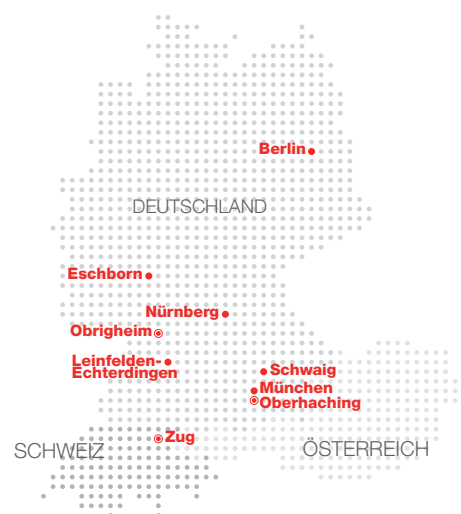 Berlin
DEUTSCHLAND
Eschborn
Nürnberg
Obrigheim
Leinfelden-
Echterdingen
Schwaig
München
Oberhaching
Zug
SCHWEIZ
ÖSTERREICH